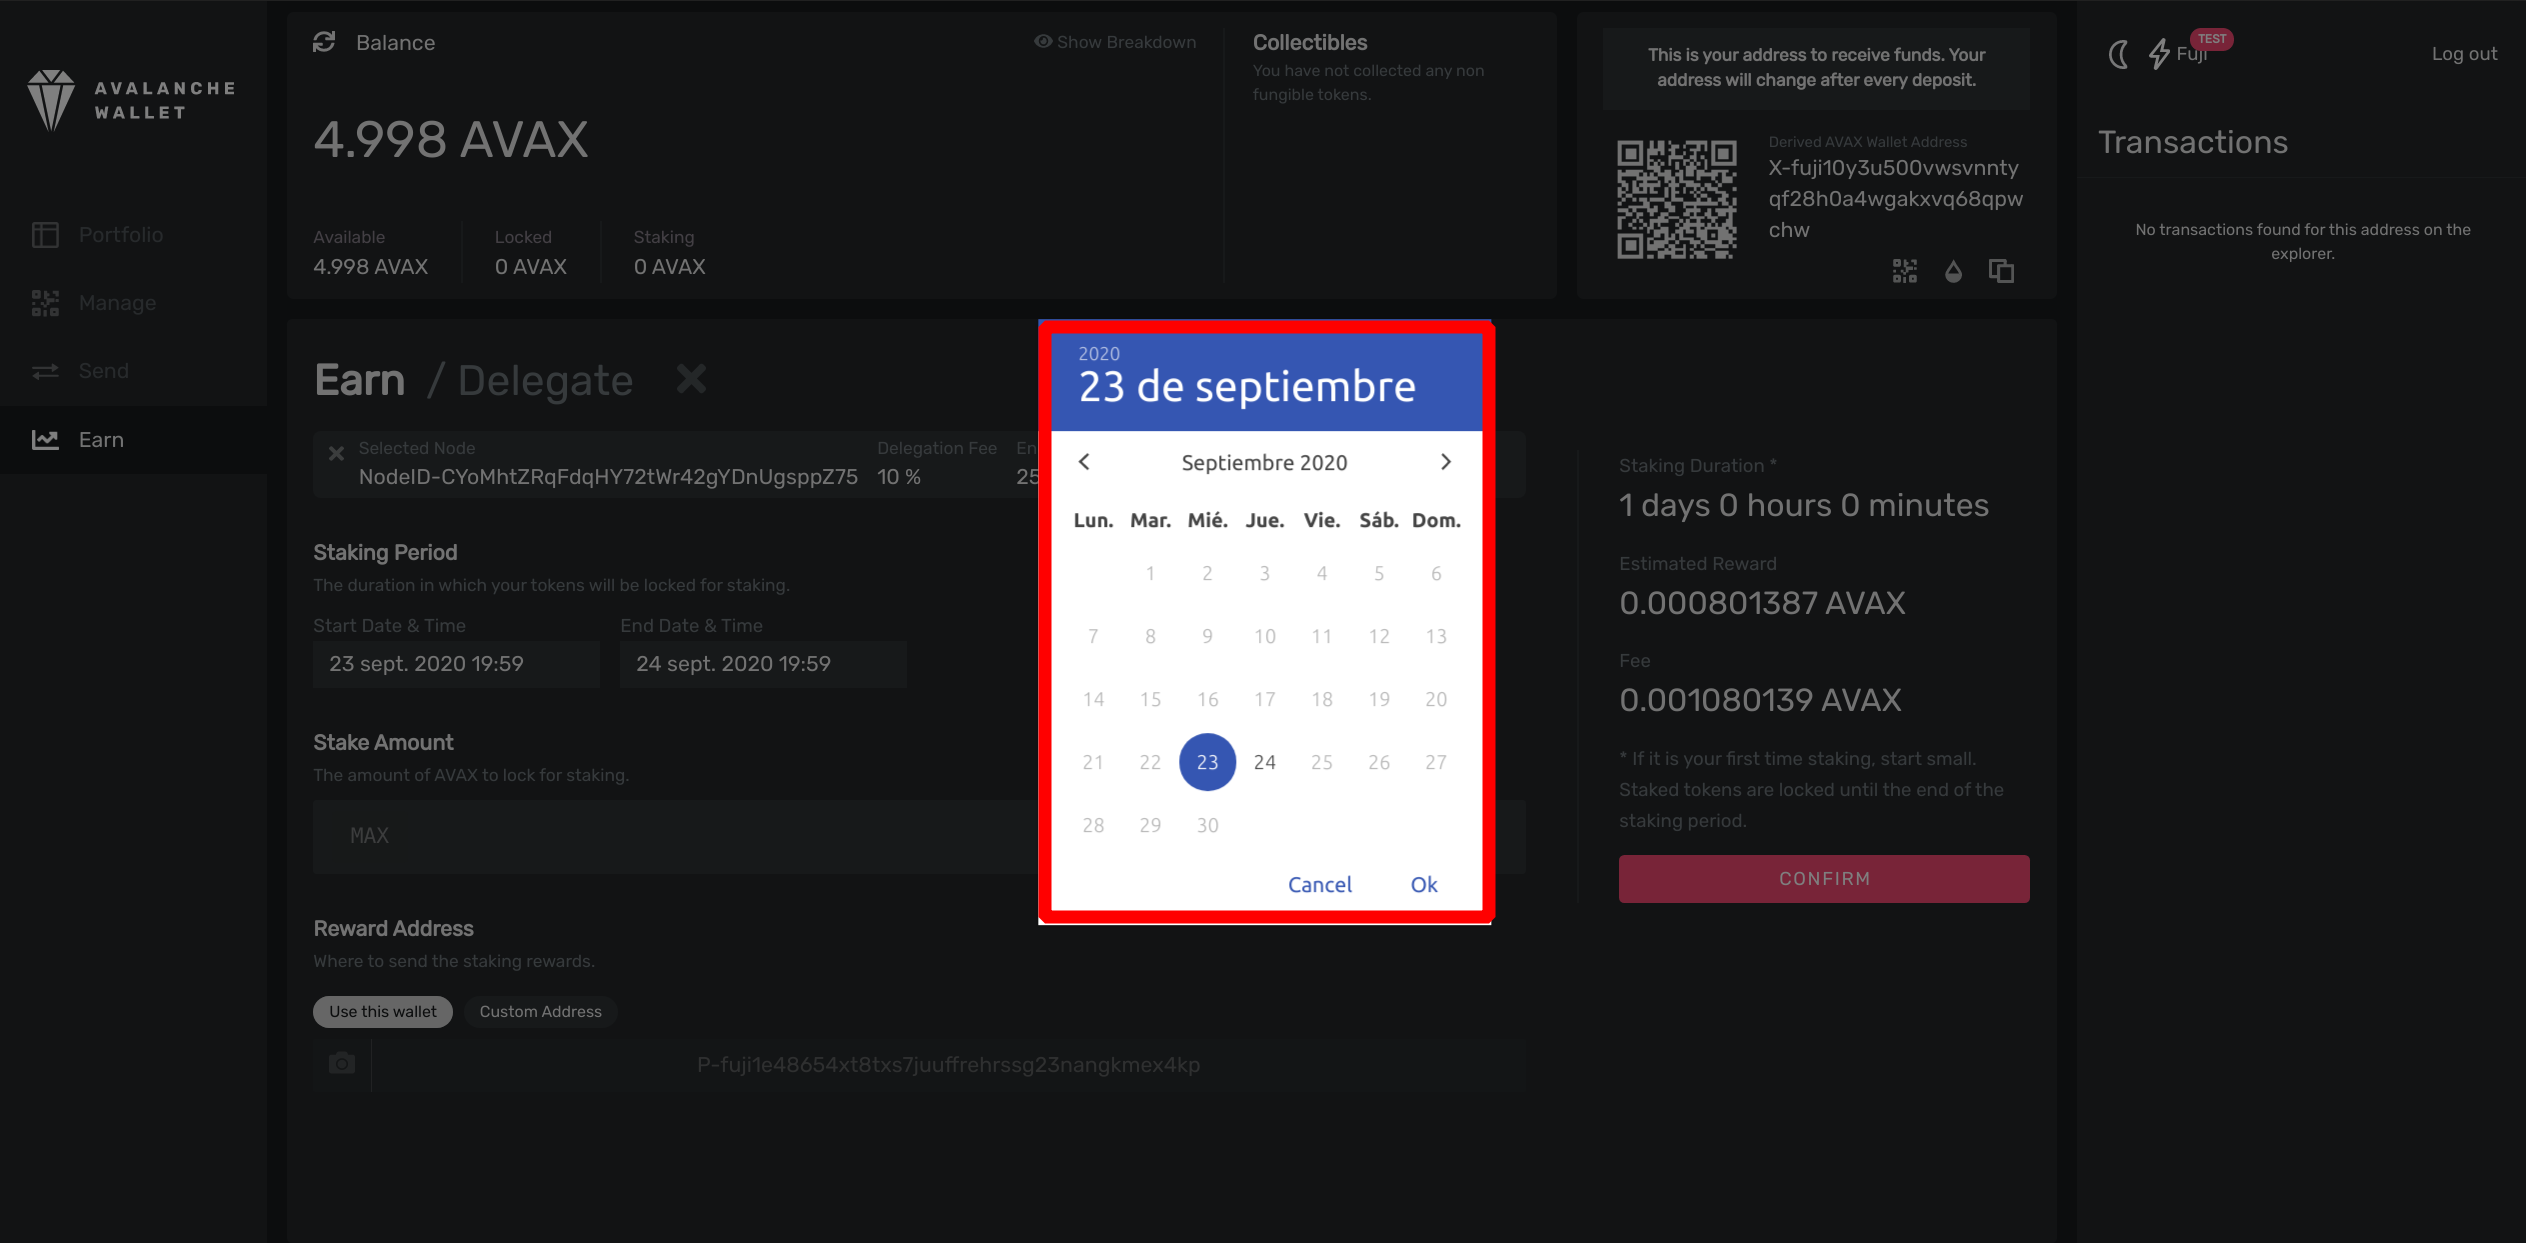 AVALANCHE
WALLET
Portfolio
Manage
Send
Earn
Balance
Show Breakdown
4.998 AVAX
Available
4.998 AVAX
Locked
0 AVAX
Staking
0 AVAX
Collectibles
You have not collected any non
fungible tokens.
This is your address to receive funds. Your
address will change after every deposit.
Derived AVAX Wallet Address
X-fuji10y3u500vwsvnnty
qf28h0a4wgakxvq68qpw
chw
TEST
Fuji
Log out
Transactions
No transactions found for this address on the
explorer.
Earn / Delegate
Selected Node
NodeID-CYoMhtZRqFdqHY72tWr42gYDnUgsppZ75
Delegation Fee
10 %
En
25
Staking Period
The duration in which your tokens will be locked for staking.
Start Date & Time
23 sept. 2020 19:59
End Date & Time
24 sept. 2020 19:59
Stake Amount
The amount of AVAX to lock for staking.
MAX
Reward Address
Where to send the staking rewards.
Use this wallet
Custom Address
P-fuji1e48654xt8txs7juuffrehrssg23nangkmex4kp
2020
23 de septiembre
Septiembre 2020
Lun. Mar. Mié. Jue. Vie. Sáb. Dom.
1 2 3 4 5 6
7 8 9 10 11 12 13
14 15 16 17 18 19 20
21 22 23 24 25 26 27
28 29 30
Cancel Ok
Staking Duration *
1 days 0 hours 0 minutes
Estimated Reward
0.000801387 AVAX
Fee
0.001080139 AVAX
* If it is your first time staking, start small.
Staked tokens are locked until the end of the
staking period.
CONFIRM